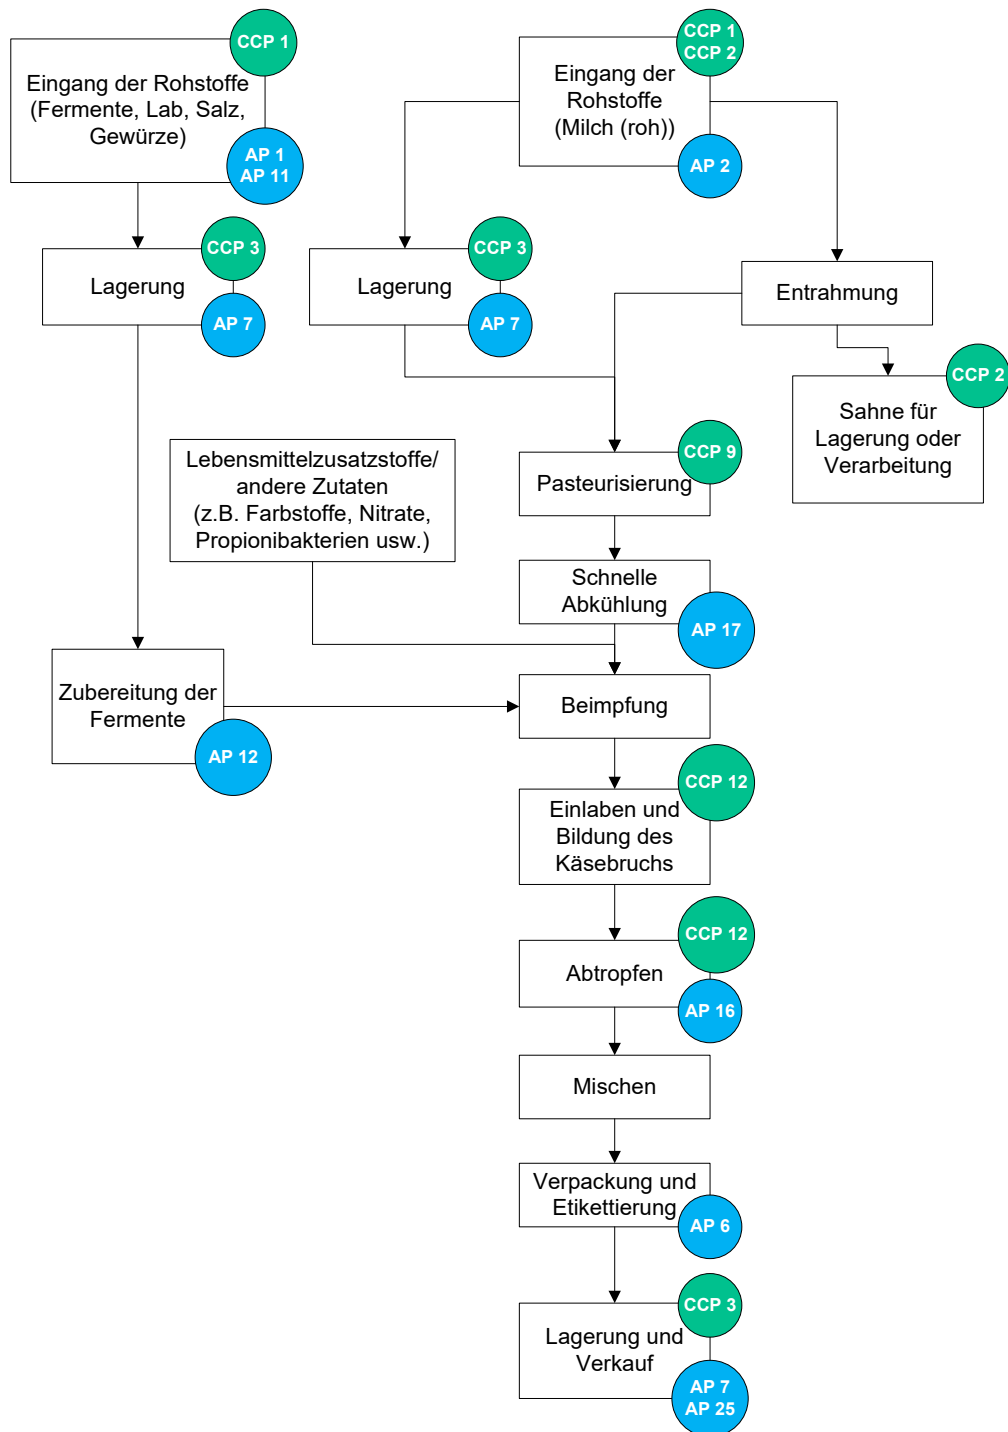 CCP 1
Eingang der Rohstoffe
(Fermente, Lab, Salz,
Gewürze)
AP 1
AP 11
CCP 1
CCP 2
Eingang der
Rohstoffe
(Milch (roh))
AP 2
CCP 3
Lagerung
AP 7
CCP 3
Lagerung
AP 7
Entrahmung
CCP 2
Sahne für
Lagerung oder
Verarbeitung
Lebensmittelzusatzstoffe/
andere Zutaten
(z.B. Farbstoffe, Nitrate,
Propionibakterien usw.)
CCP 9
Pasteurisierung
Schnelle
Abkühlung
AP 17
Zubereitung der
Fermente
AP 12
Beimpfung
CCP 12
Einlaben und
Bildung des
Käsebruchs
CCP 12
Abtropfen
AP 16
Mischen
Verpackung und
Etikettierung
AP 6
CCP 3
Lagerung und
Verkauf
AP 7
AP 25